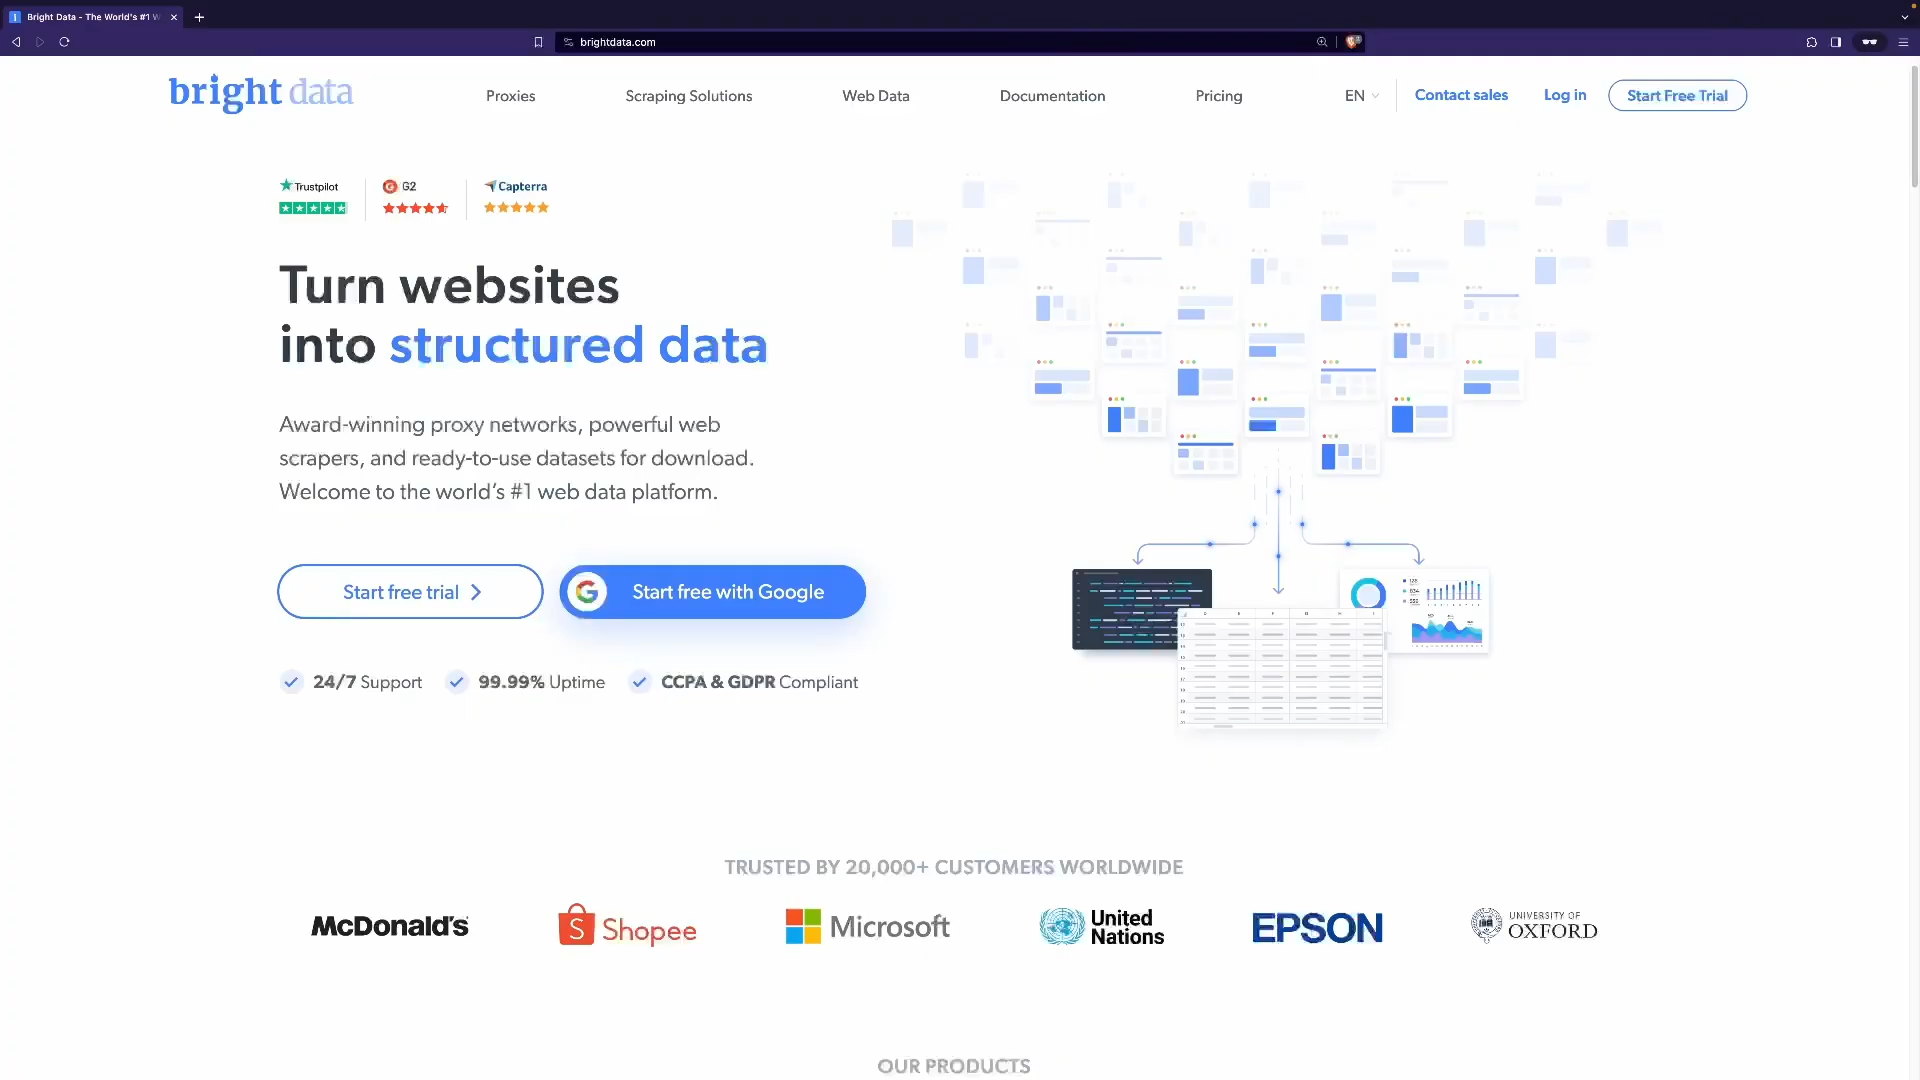 Bright Data - The World's #1 W
brightdata.com
bright data
Proxies
Scraping Solutions
Web Data
Documentation
Pricing
EN
Contact sales
Log in
Start Free Trial
Trustpilot
G2
Capterra
Turn websites
into structured data
Award-winning proxy networks, powerful web
scrapers, and ready-to-use datasets for download.
Welcome to the world's #1 web data platform.
Start free trial
G
Start free with Google
24/7 Support
99.99% Uptime
CCPA & GDPR Compliant
TRUSTED BY 20,000+ CUSTOMERS WORLDWIDE
McDonald's
S Shopee
Microsoft
United
Nations
EPSON
UNIVERSITY OF
OXFORD
OUR PRODUCTS